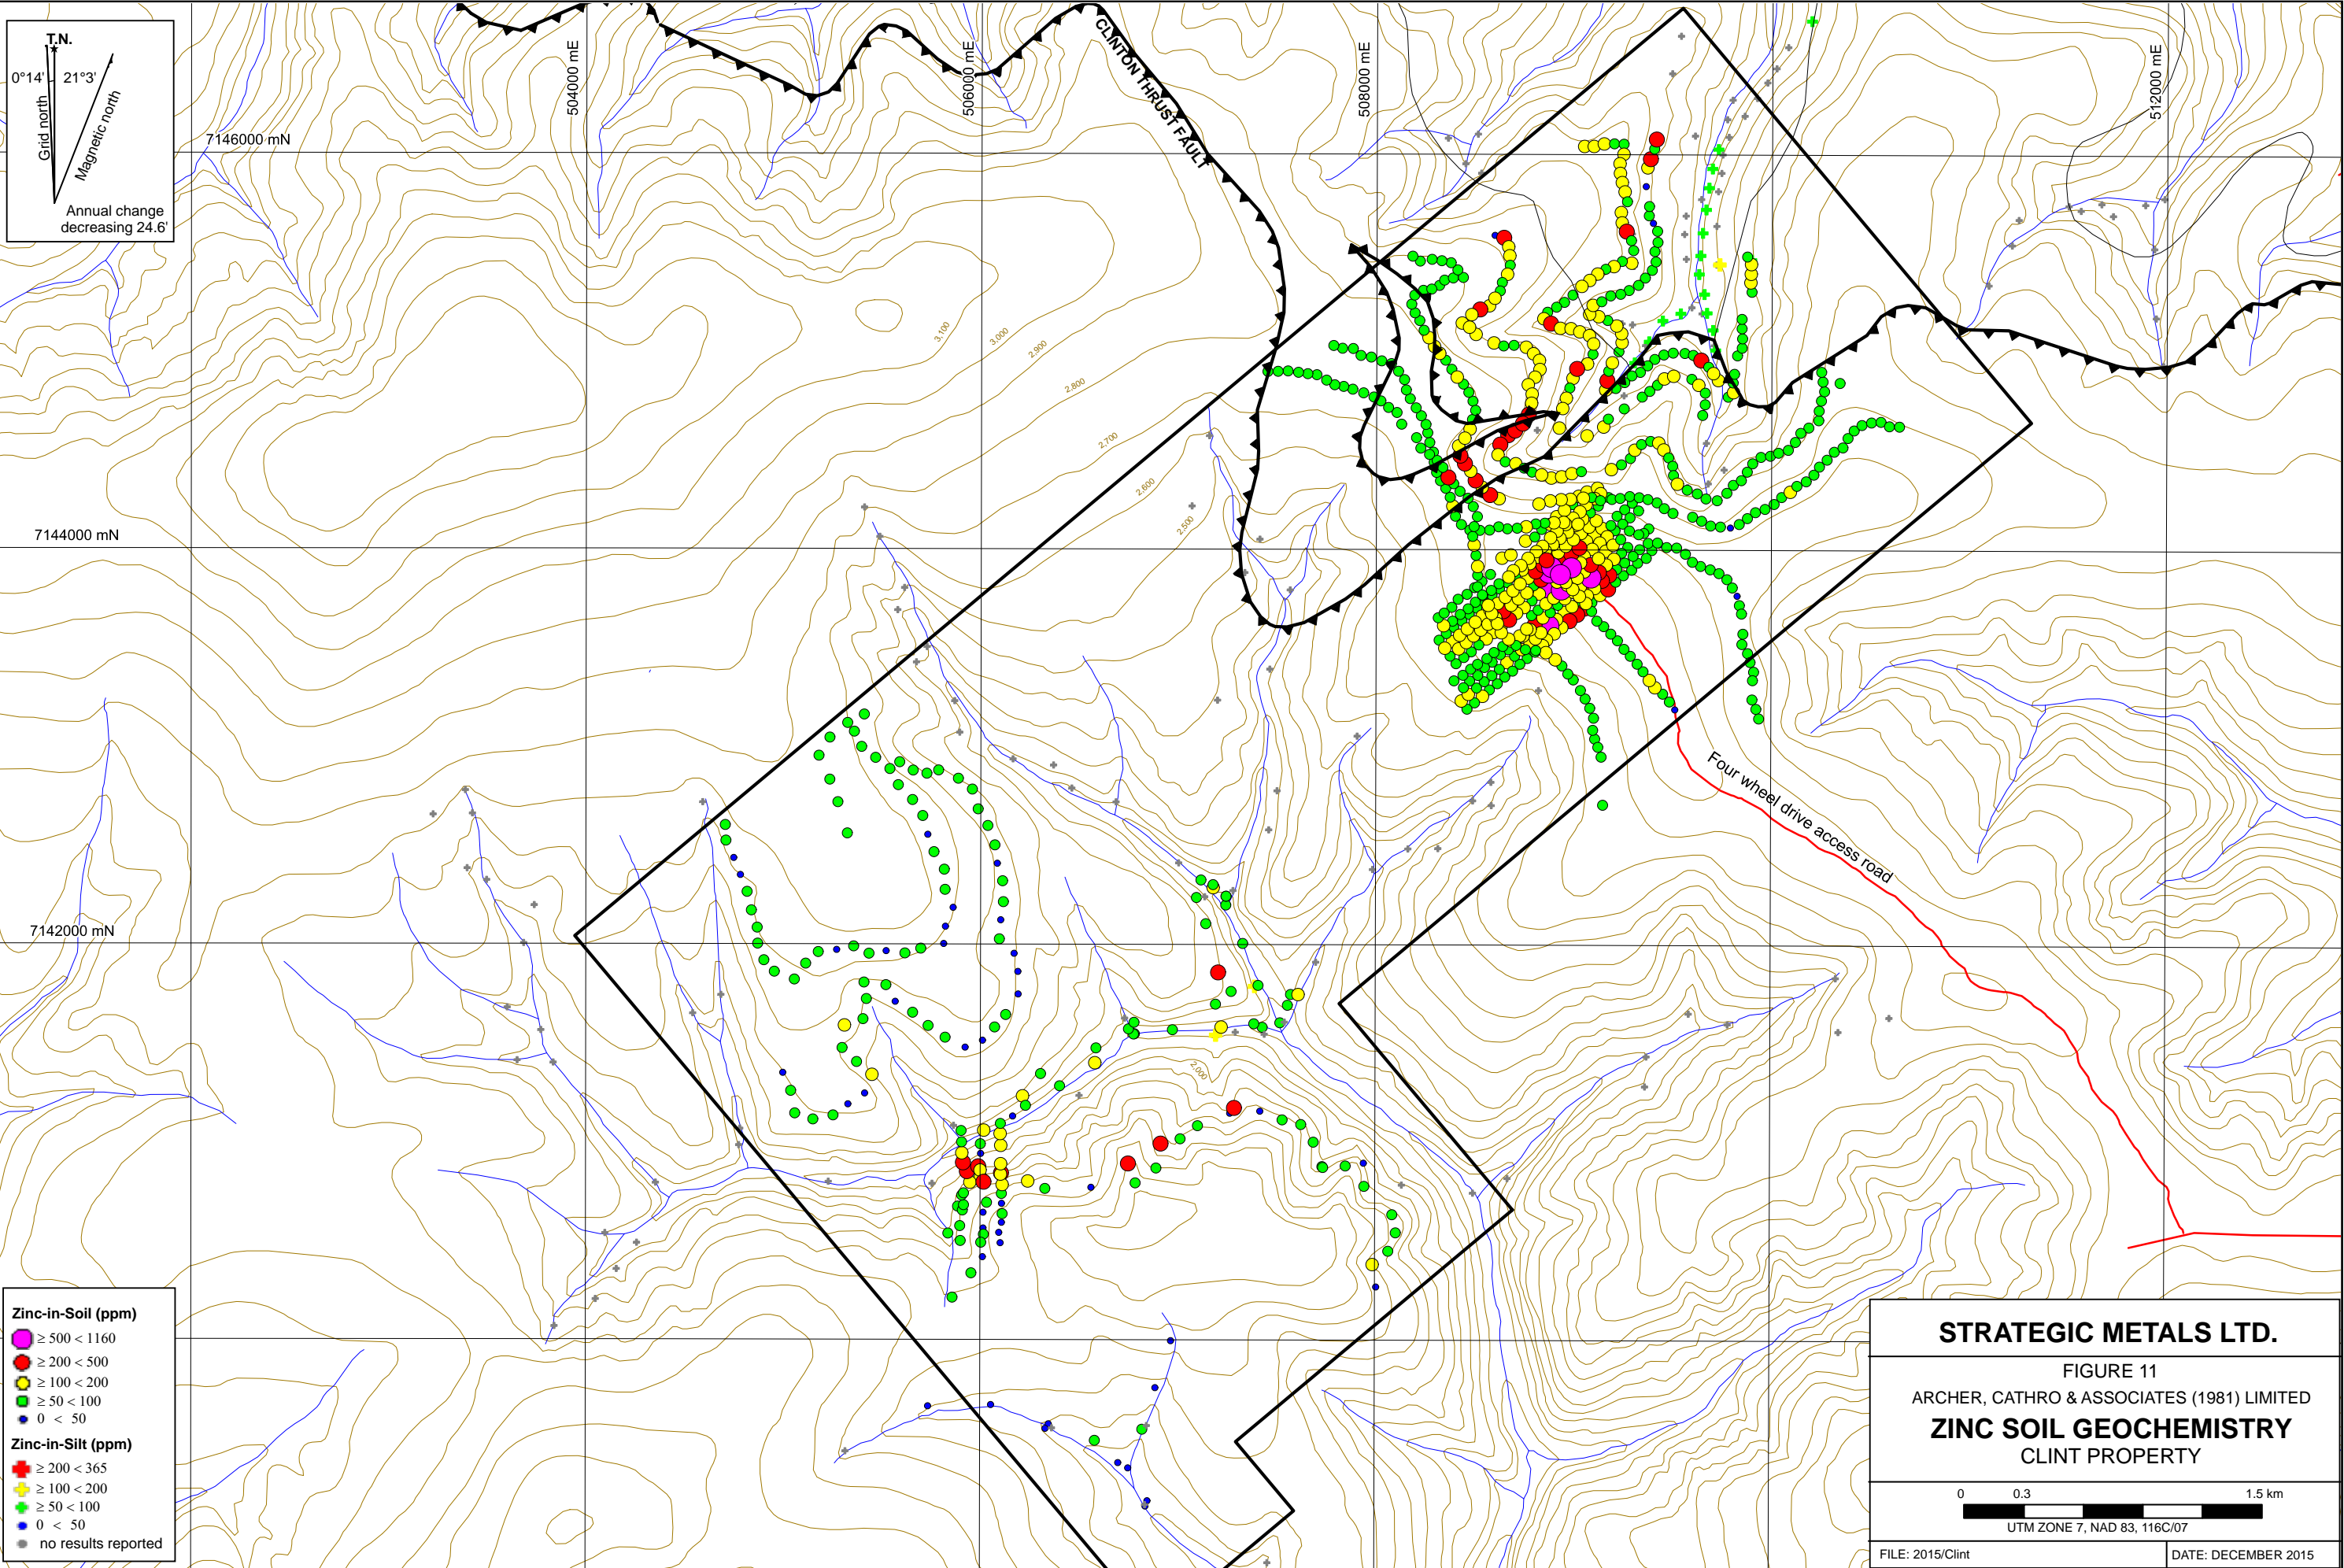 T.N.
0°14'
21°3'
Grid north
Magnetic north
Annual change
decreasing 24.6'
504000 mE
506000 mE
508000 mE
512000 mE
7146000 mN
7144000 mN
7142000 mN
CLINTON THRUST FAULT
3,100
3,000
2,900
2,800
2,700
2,600
2,500
2,000
Four wheel drive access road
Zinc-in-Soil (ppm)
≥ 500 < 1160
≥ 200 < 500
≥ 100 < 200
≥ 50 < 100
0 < 50
Zinc-in-Silt (ppm)
≥ 200 < 365
≥ 100 < 200
≥ 50 < 100
0 < 50
no results reported
STRATEGIC METALS LTD.
FIGURE 11
ARCHER, CATHRO & ASSOCIATES (1981) LIMITED
ZINC SOIL GEOCHEMISTRY
CLINT PROPERTY
0 0.3 1.5 km
UTM ZONE 7, NAD 83, 116C/07
FILE: 2015/Clint
DATE: DECEMBER 2015